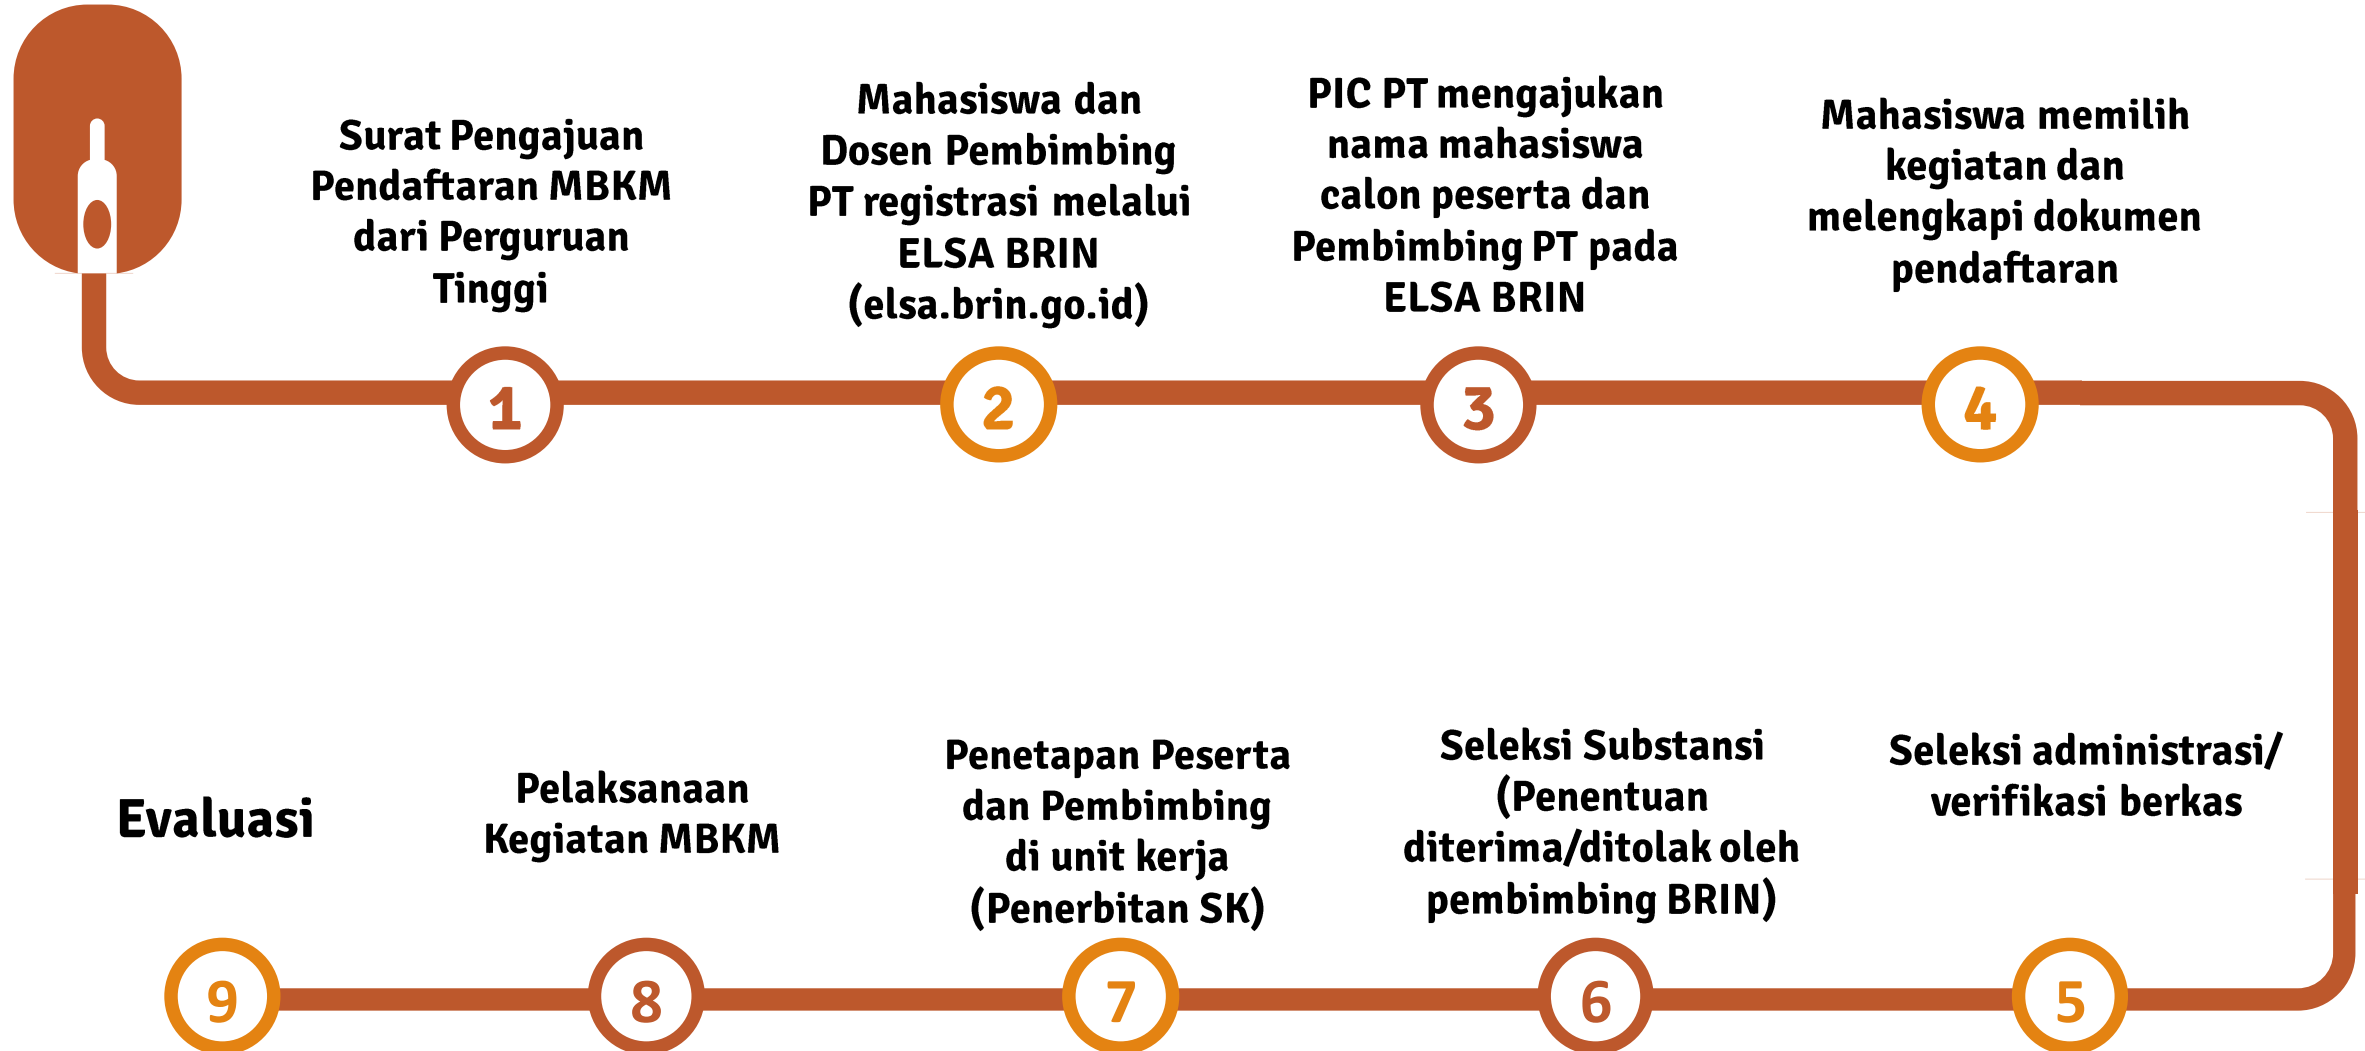 Surat Pengajuan
Pendaftaran MBKM
dari Perguruan
Tinggi
1
Mahasiswa dan
Dosen Pembimbing
PT registrasi melalui
ELSA BRIN
(elsa.brin.go.id)
2
PIC PT mengajukan
nama mahasiswa
calon peserta dan
Pembimbing PT pada
ELSA BRIN
3
Mahasiswa memilih
kegiatan dan
melengkapi dokumen
pendaftaran
4
Seleksi administrasi/
verifikasi berkas
5
Seleksi Substansi
(Penentuan
diterima/ditolak oleh
pembimbing BRIN)
6
Penetapan Peserta
dan Pembimbing
di unit kerja
(Penerbitan SK)
7
Pelaksanaan
Kegiatan MBKM
8
Evaluasi
9